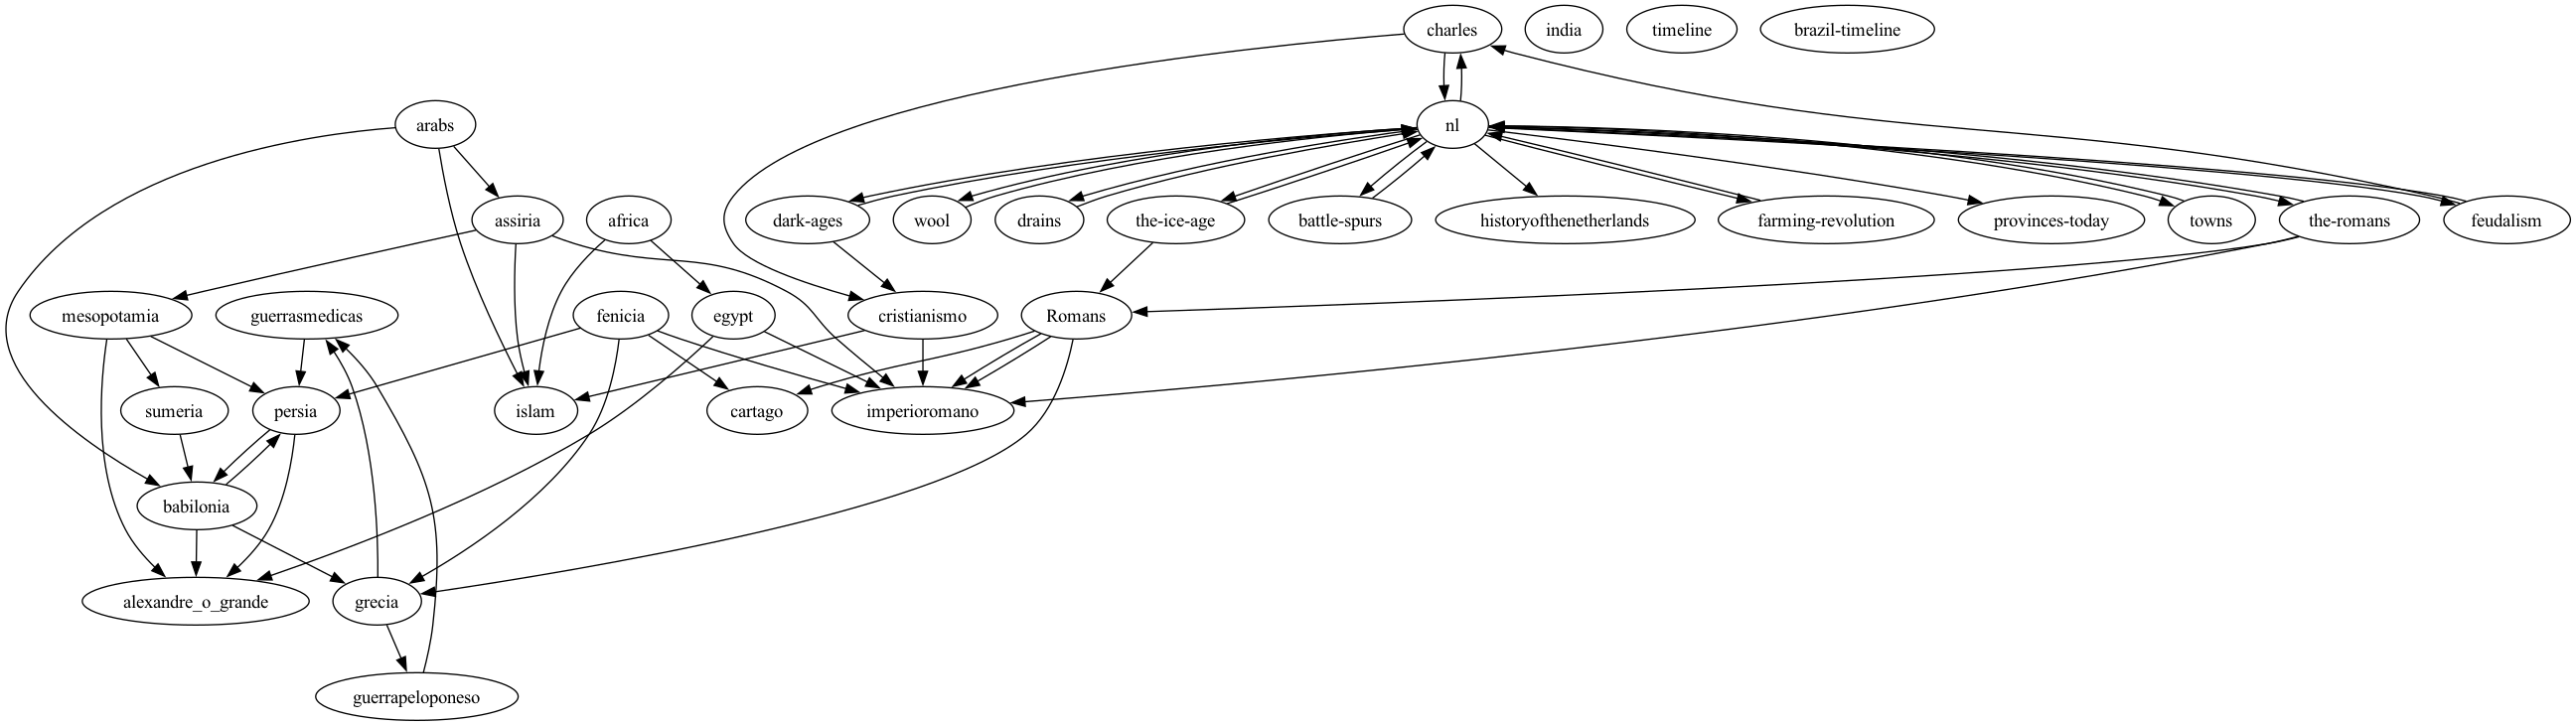 charles
india
timeline
brazil-timeline
arabs
nl
assiria
africa
dark-ages
wool
drains
the-ice-age
battle-spurs
historyofthenetherlands
farming-revolution
provinces-today
towns
the-romans
feudalism
mesopotamia
guerrasmedicas
fenicia
egypt
cristianismo
Romans
sumeria
persia
islam
cartago
imperioromano
babilonia
alexandre_o_grande
grecia
guerrapeloponeso